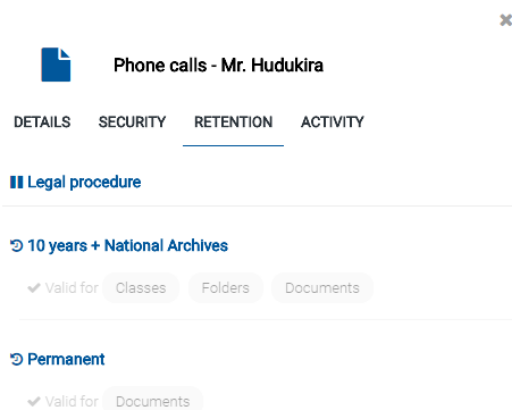 Phone calls - Mr. Hudukira
DETAILS SECURITY RETENTION ACTIVITY
Legal procedure
10 years + National Archives
Valid for Classes Folders Documents
Permanent
Valid for Documents